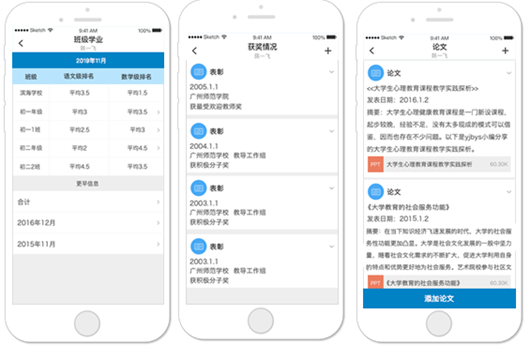 Sketch
9:41 AM
100%
班级学业
陈一飞
2019年11月
班级 语文级排名 数学级排名
滨海学校 平均3.5 平均1.5
初一年级 平均3 平均3.5
初一1班 平均2.5 平均3
初二年级 平均2 平均4.5
初二2班 平均4.5 平均3.5
更早信息
合计
2016年12月
2015年11月
Sketch
9:41 AM
100%
获奖情况
陈一飞
表彰
2005.1.1
广州师范学院
获最受欢迎教师奖
表彰
2004.1.1
广州师范学校 教导工作组
获积极分子奖
表彰
2003.1.1
广州师范学校 教导工作组
获积极分子奖
表彰
2003.1.1
广州师范学校 教导工作组
获积极分子奖
Sketch
9:41 AM
100%
论文
陈一飞
论文
<<大学生心理教育课程教学实践探析>>
发表日期：2016.1.2
摘要：大学生心理健康教育课程是一门新设课程，
起步较晚，经验不足，没有太多现成的模式可以借
鉴，因而也存在不少问题。以下是yjbys小编分享
的大学生心理教育课程教学实践探析。
PPT 大学生心理教育课程教学实践探析 60.30K
论文
《大学教育的社会服务功能》
发表日期：2015.1.2
摘要：在当下知识经济飞速发展的时代，大学的社会
服务性功能更加凸显。大学是社会文化发展的一股中坚力
量，随着社会文化需求的不断扩大，促进大学利用自身
的特点和优势更好地为社会服务。艺术院校参与社区文
PPT 《大学教育的社会服务功能》 60.30K
添加论文